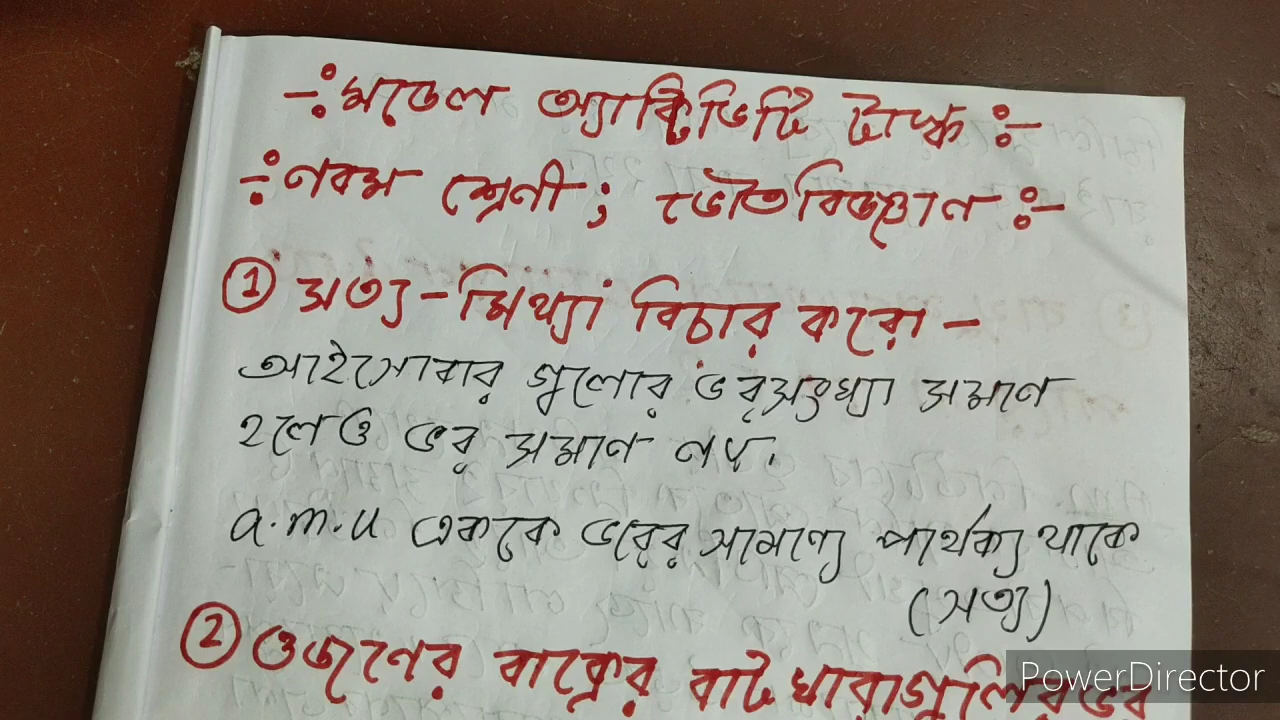 -ঃমডেল অ্যাক্টিভিটি টাস্ক ঃ-
-ঃনবম শ্রেণী ; ভৌতবিজ্ঞান ঃ-
① সত্য-মিথ্যা বিচার করো -
আইসোবার গুলোর ভরসংখ্যা সমান
হলেও ভর সমান নয়.
a.m.u এককে ভরের সামান্য পার্থক্য থাকে
(সত্য)
② ওজনের বাক্সের বাটখারাগুলির ভর
PowerDirector